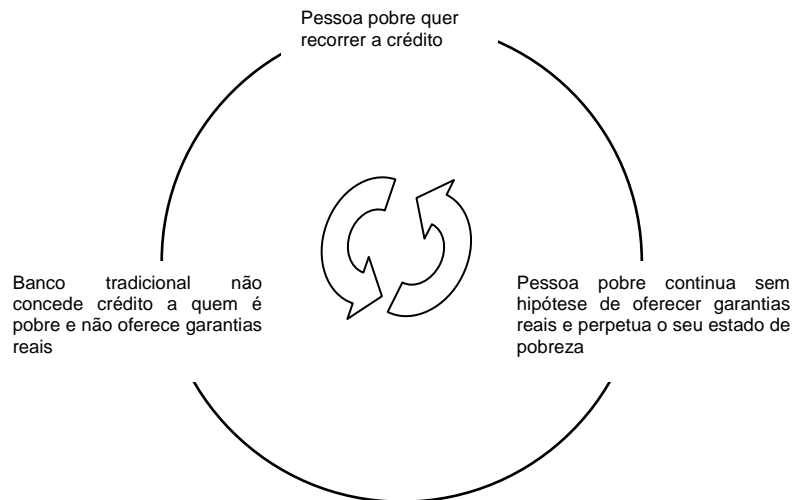 Pessoa pobre quer
recorrer a crédito
Banco tradicional não
concede crédito a quem é
pobre e não oferece garantias
reais
Pessoa pobre continua sem
hipótese de oferecer garantias
reais e perpetua o seu estado de
pobreza